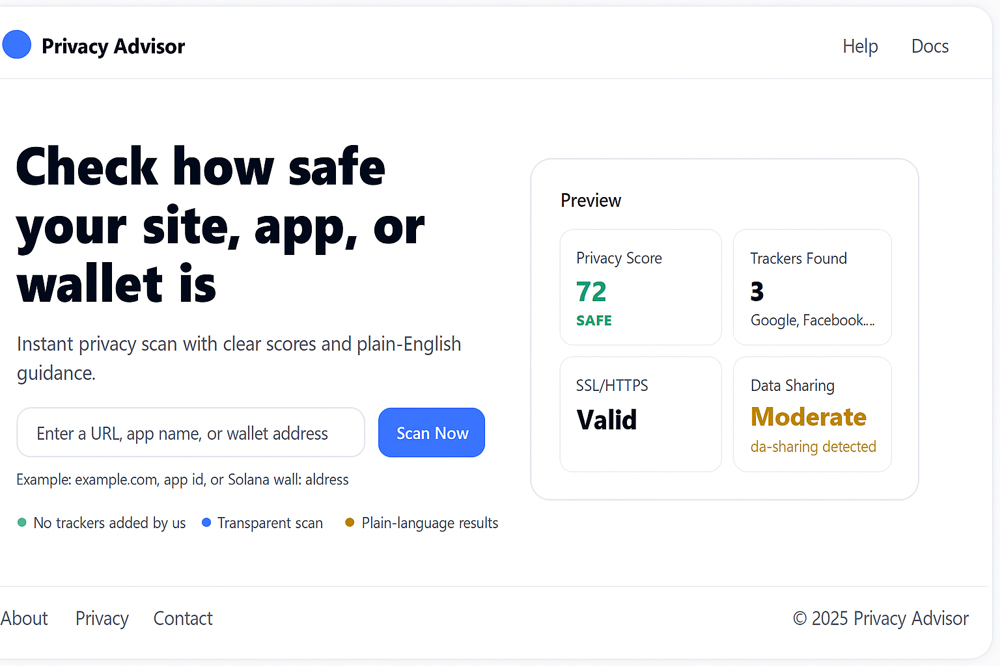 Privacy Advisor
Help
Docs
Check how safe
your site, app, or
wallet is
Instant privacy scan with clear scores and plain-English
guidance.
Enter a URL, app name, or wallet address
Scan Now
Example: example.com, app id, or Solana wall: aldress
No trackers added by us
Transparent scan
Plain-language results
Preview
Privacy Score
72
SAFE
Trackers Found
3
Google, Facebook...
SSL/HTTPS
Valid
Data Sharing
Moderate
da-sharing detected
About
Privacy
Contact
© 2025 Privacy Advisor